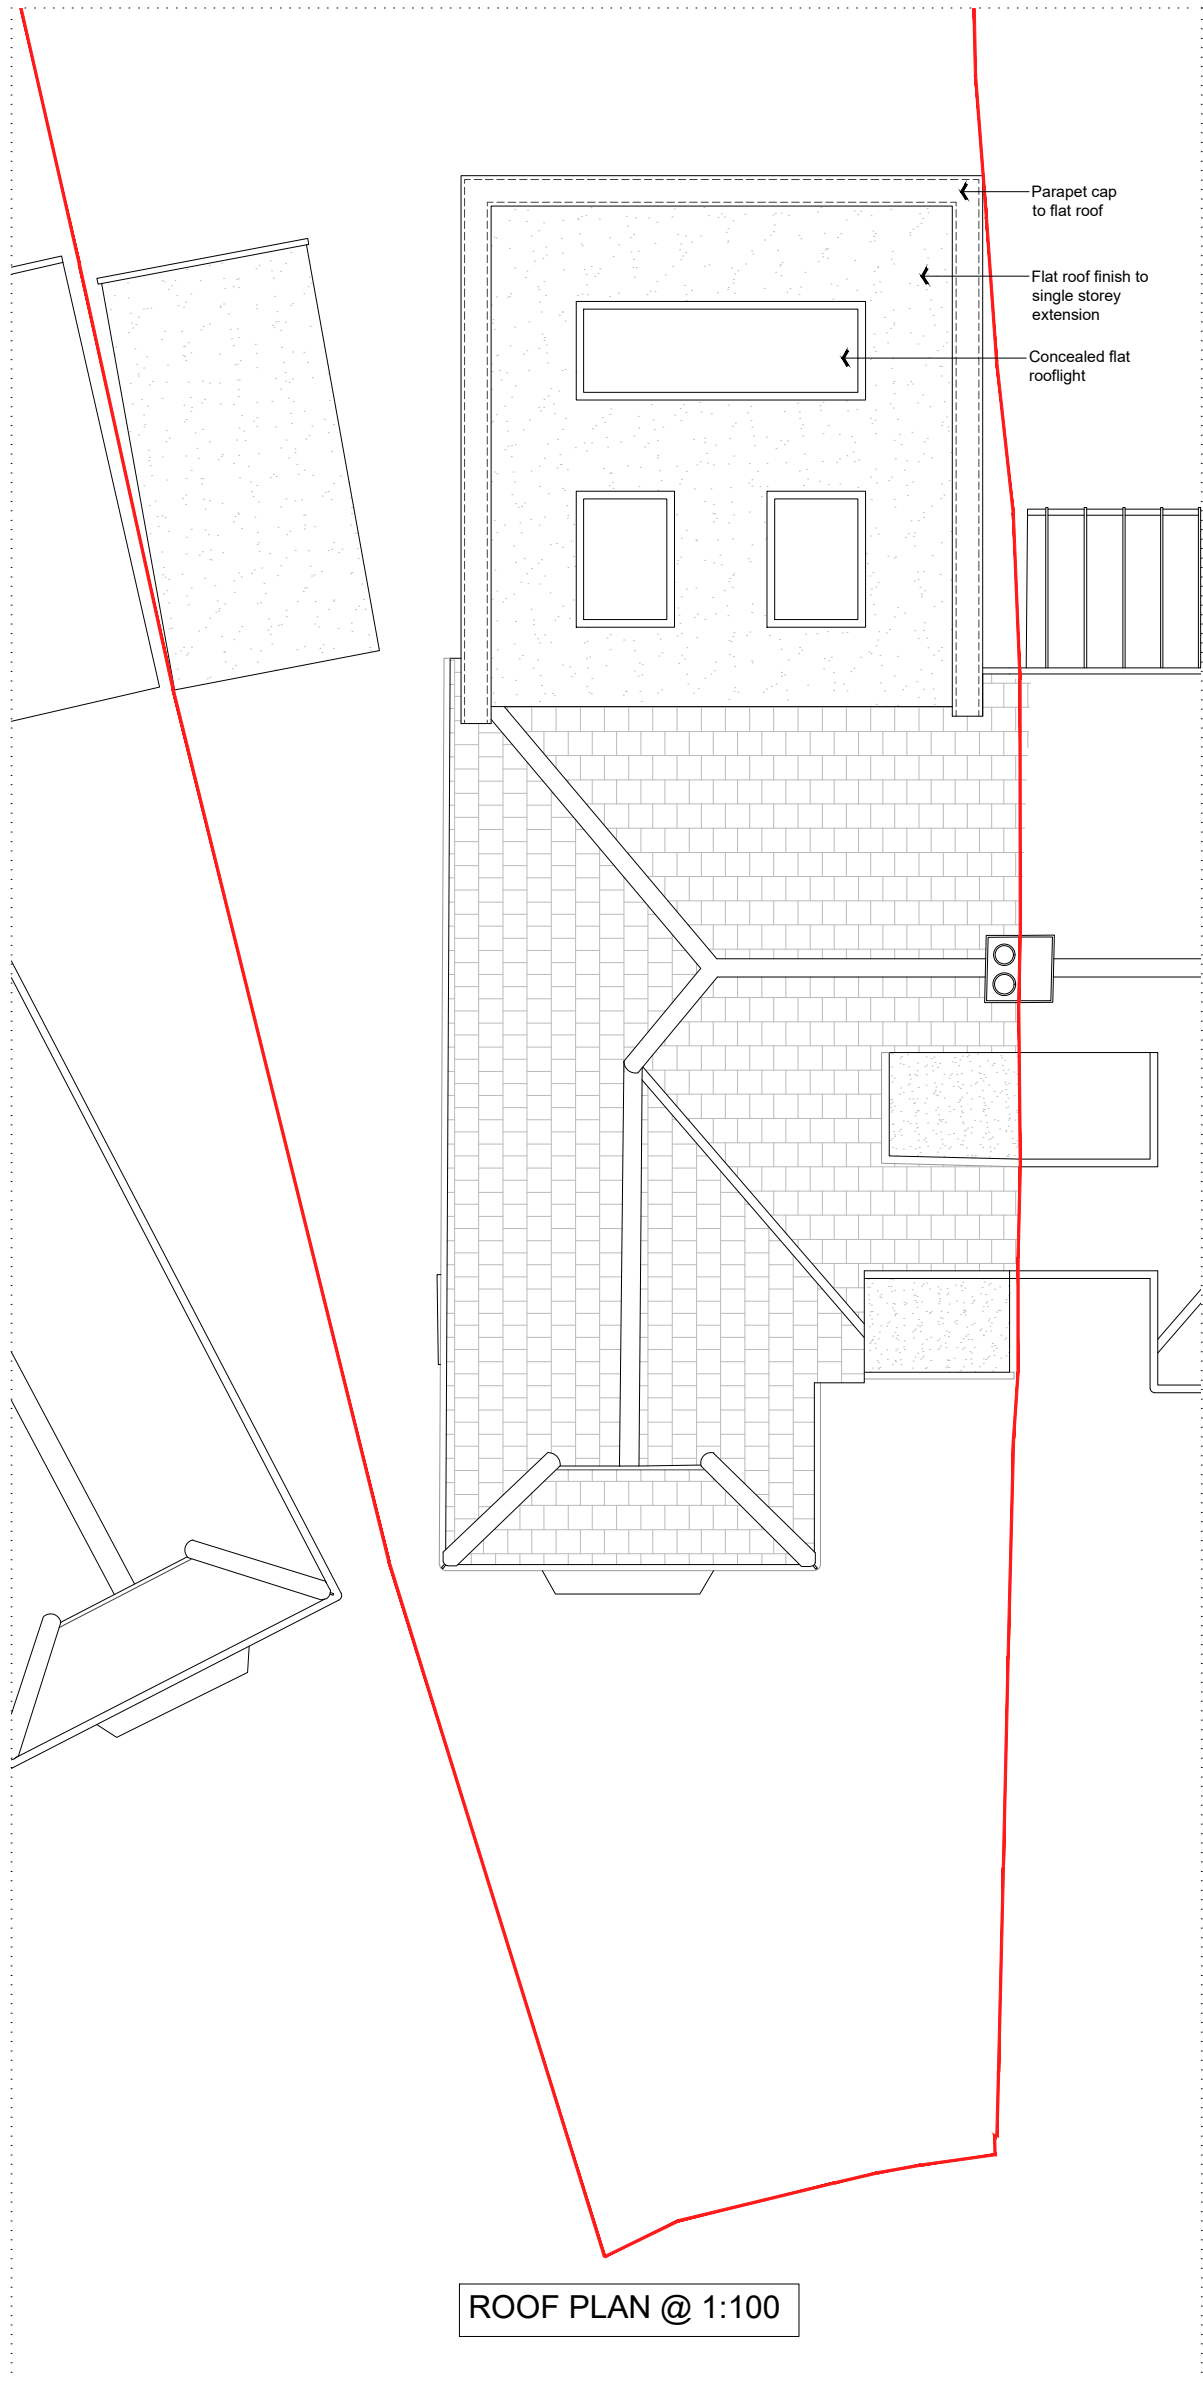 Parapet cap
to flat roof
Flat roof finish to
single storey
extension
Concealed flat
rooflight
ROOF PLAN @ 1:100